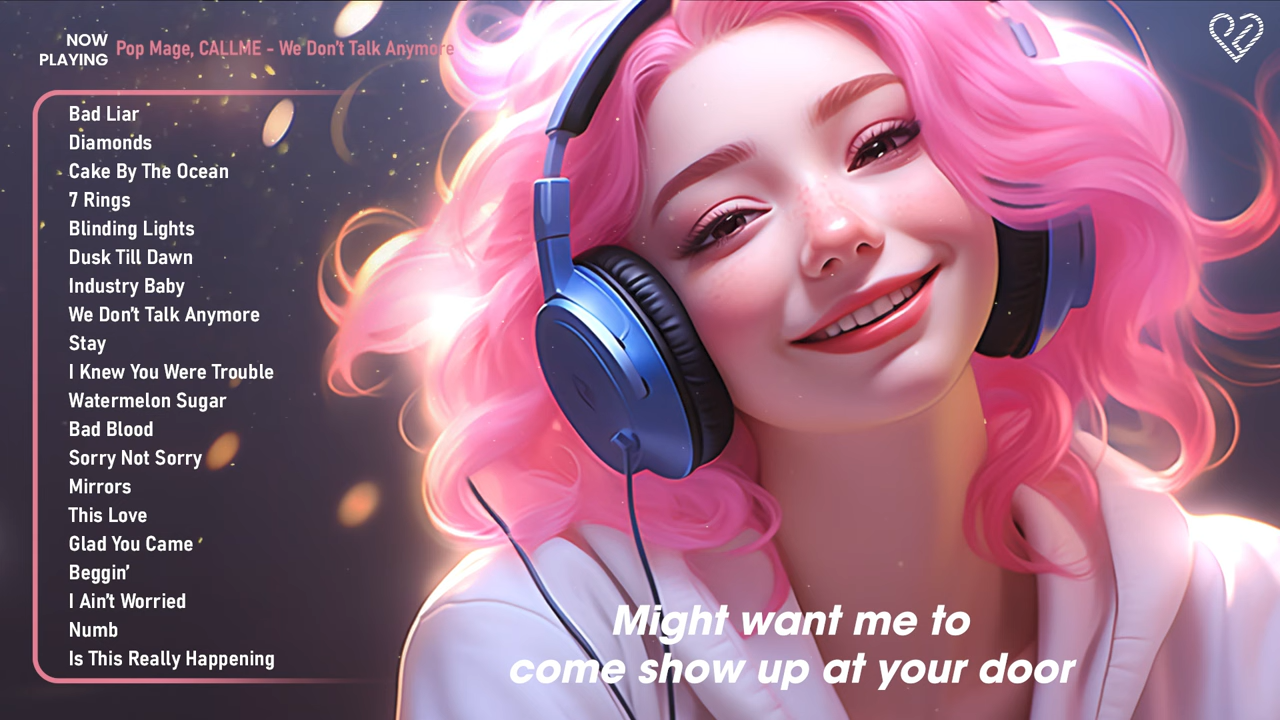 NOW
PLAYING
Pop Mage, CALLME - We Don't Talk Anymore
Bad Liar
Diamonds
Cake By The Ocean
7 Rings
Blinding Lights
Dusk Till Dawn
Industry Baby
We Don't Talk Anymore
Stay
I Knew You Were Trouble
Watermelon Sugar
Bad Blood
Sorry Not Sorry
Mirrors
This Love
Glad You Came
Beggin'
I Ain't Worried
Numb
Is This Really Happening
Might want me to
come show up at your door